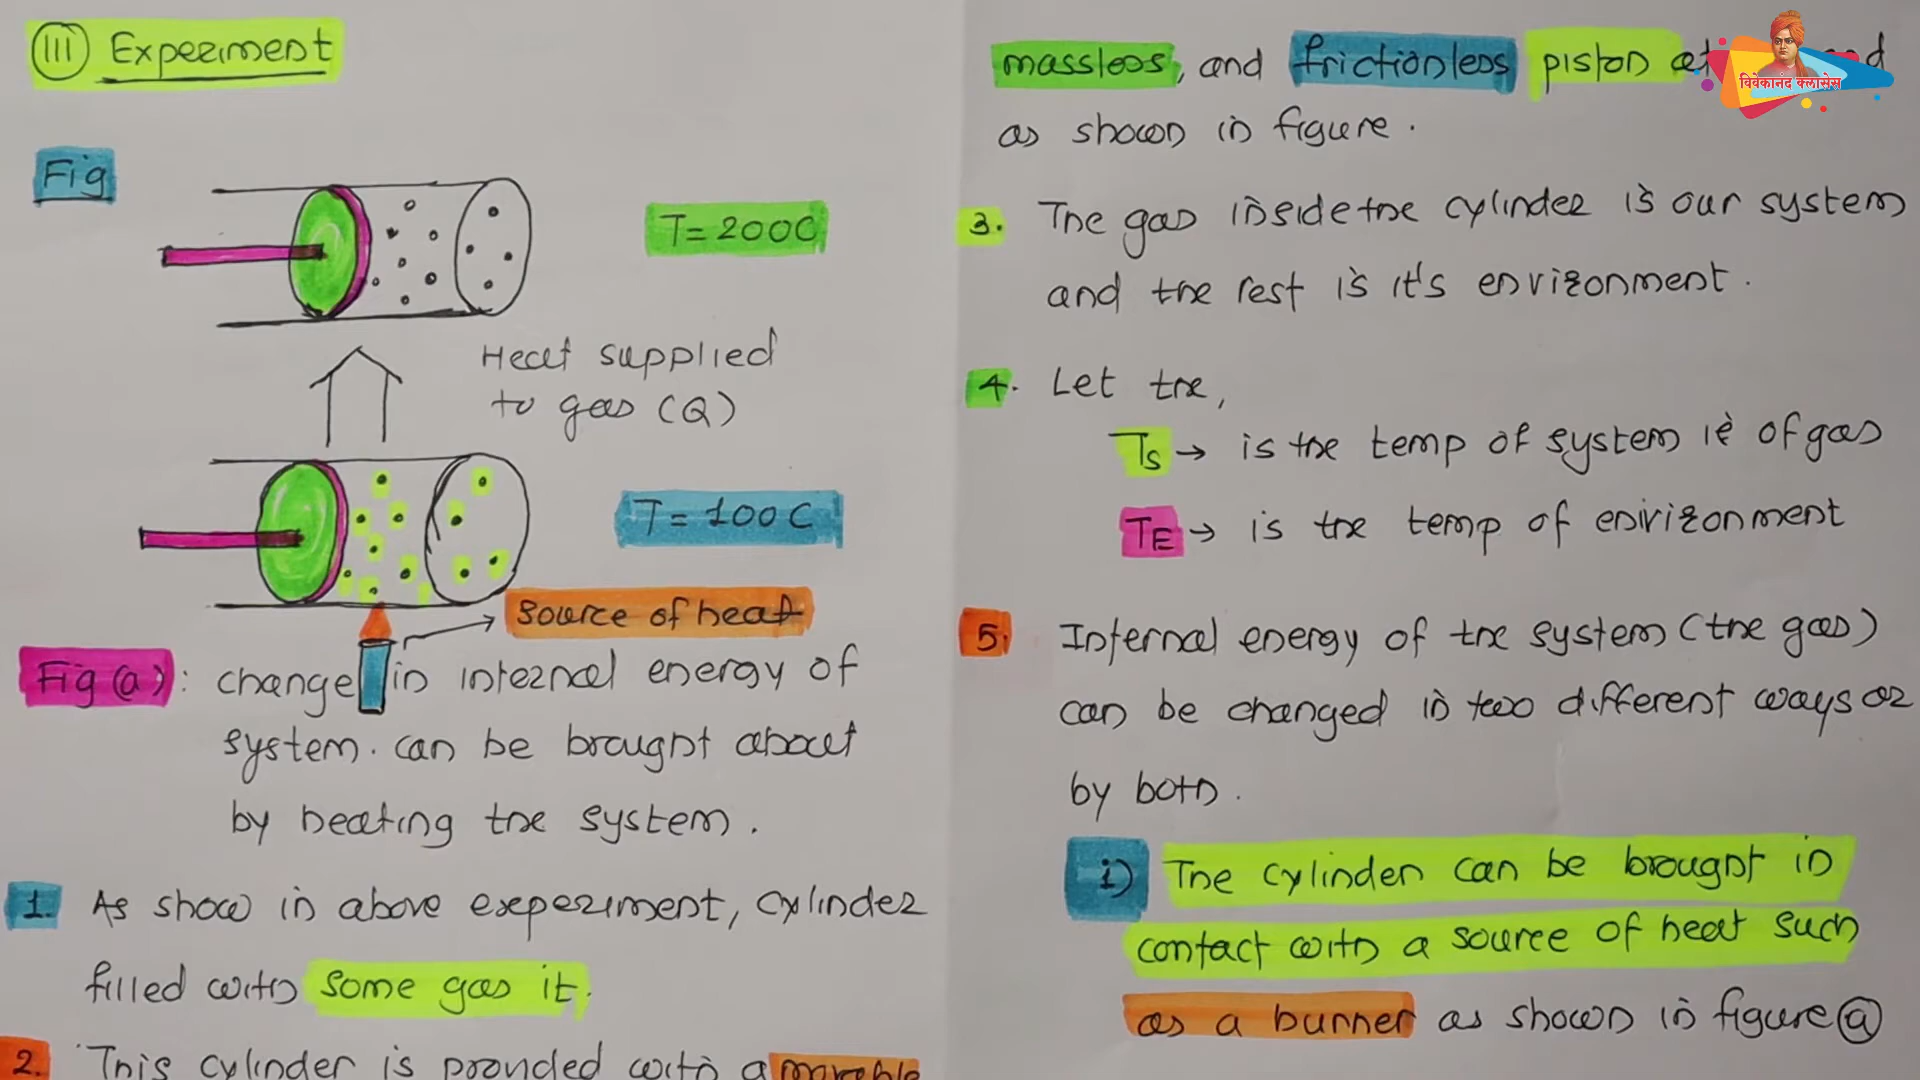 III Experiment
Fig
T = 200C
Heat supplied
to gas (Q)
T = 100C
source of heat
Fig (a) : change in internal energy of
system. can be brought about
by heating the system.
1. As show in above experiment, cylinder
filled with some gas it.
2. This cylinder is provided with a movable
massless, and frictionless piston at
as shown in figure.
3. The gas inside the cylinder is our system
and the rest is it's environment.
4. Let the,
Ts → is the temp of system ie of gas
TE → is the temp of environment
5. Internal energy of the system (the gas)
can be changed in two different ways or
by both.
i) The cylinder can be brought in
contact with a source of heat such
as a burner as shown in figure (a)
विवेकानंद क्लासेस